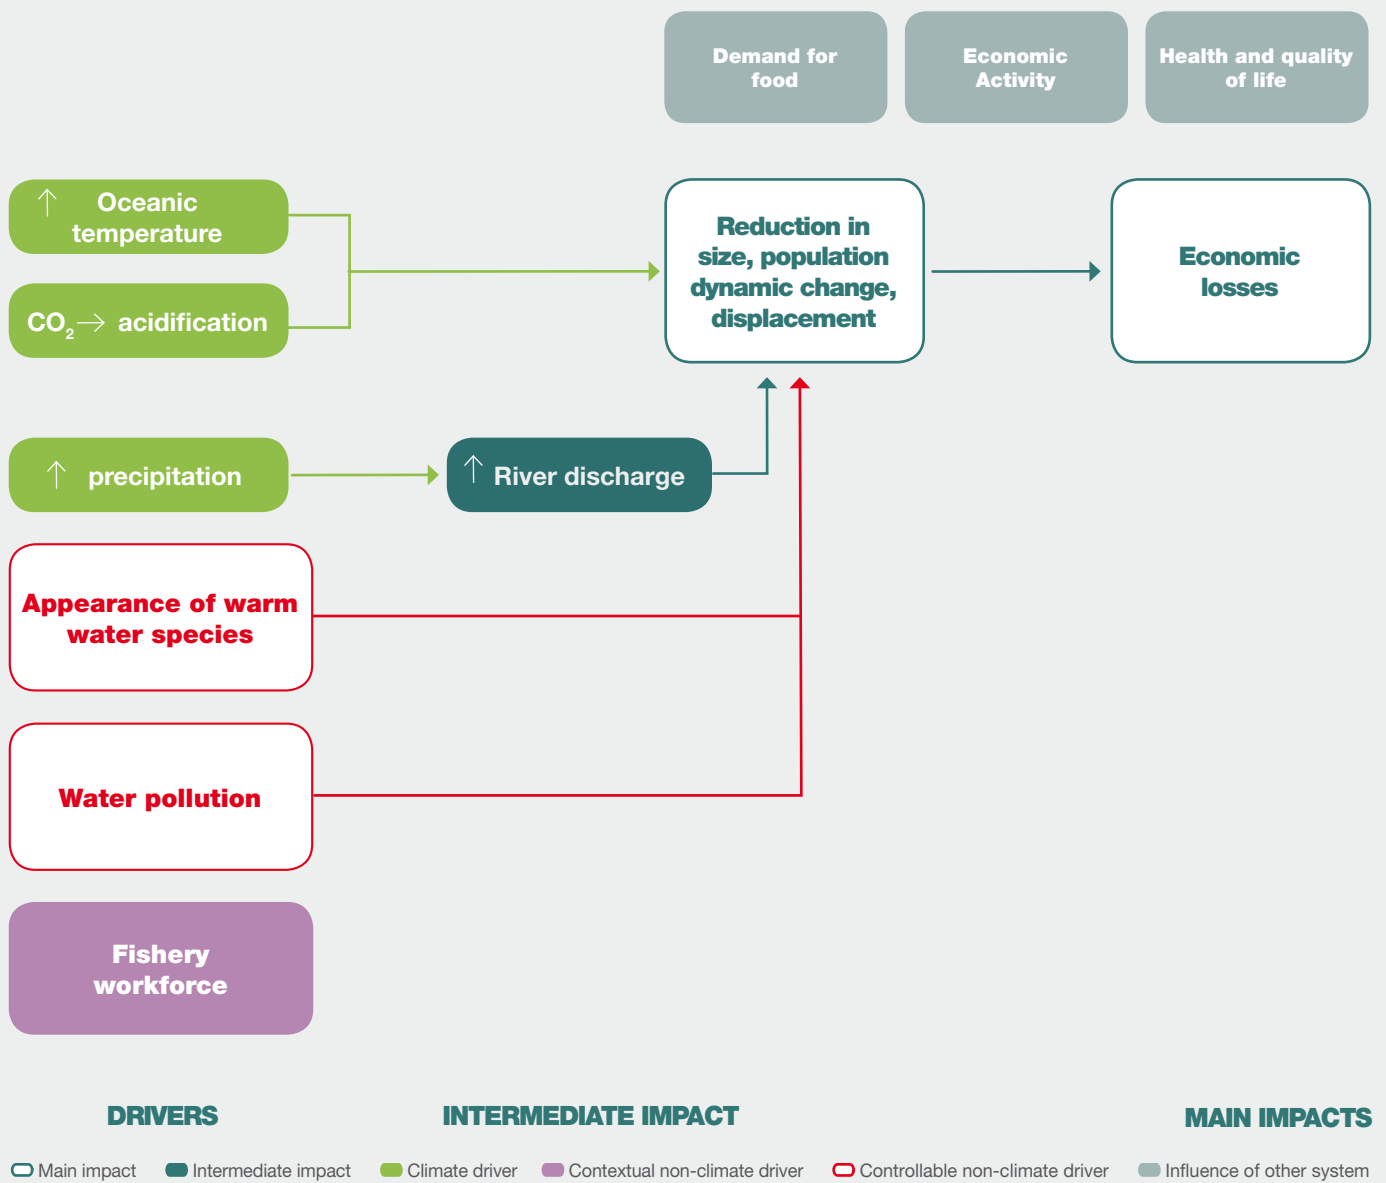 Demand for
food
Economic
Activity
Health and quality
of life
↑ Oceanic
temperature
CO₂ → acidification
Reduction in
size, population
dynamic change,
displacement
Economic
losses
↑ precipitation
↑ River discharge
Appearance of warm
water species
Water pollution
Fishery
workforce
DRIVERS
INTERMEDIATE IMPACT
MAIN IMPACTS
Main impact
Intermediate impact
Climate driver
Contextual non-climate driver
Controllable non-climate driver
Influence of other system